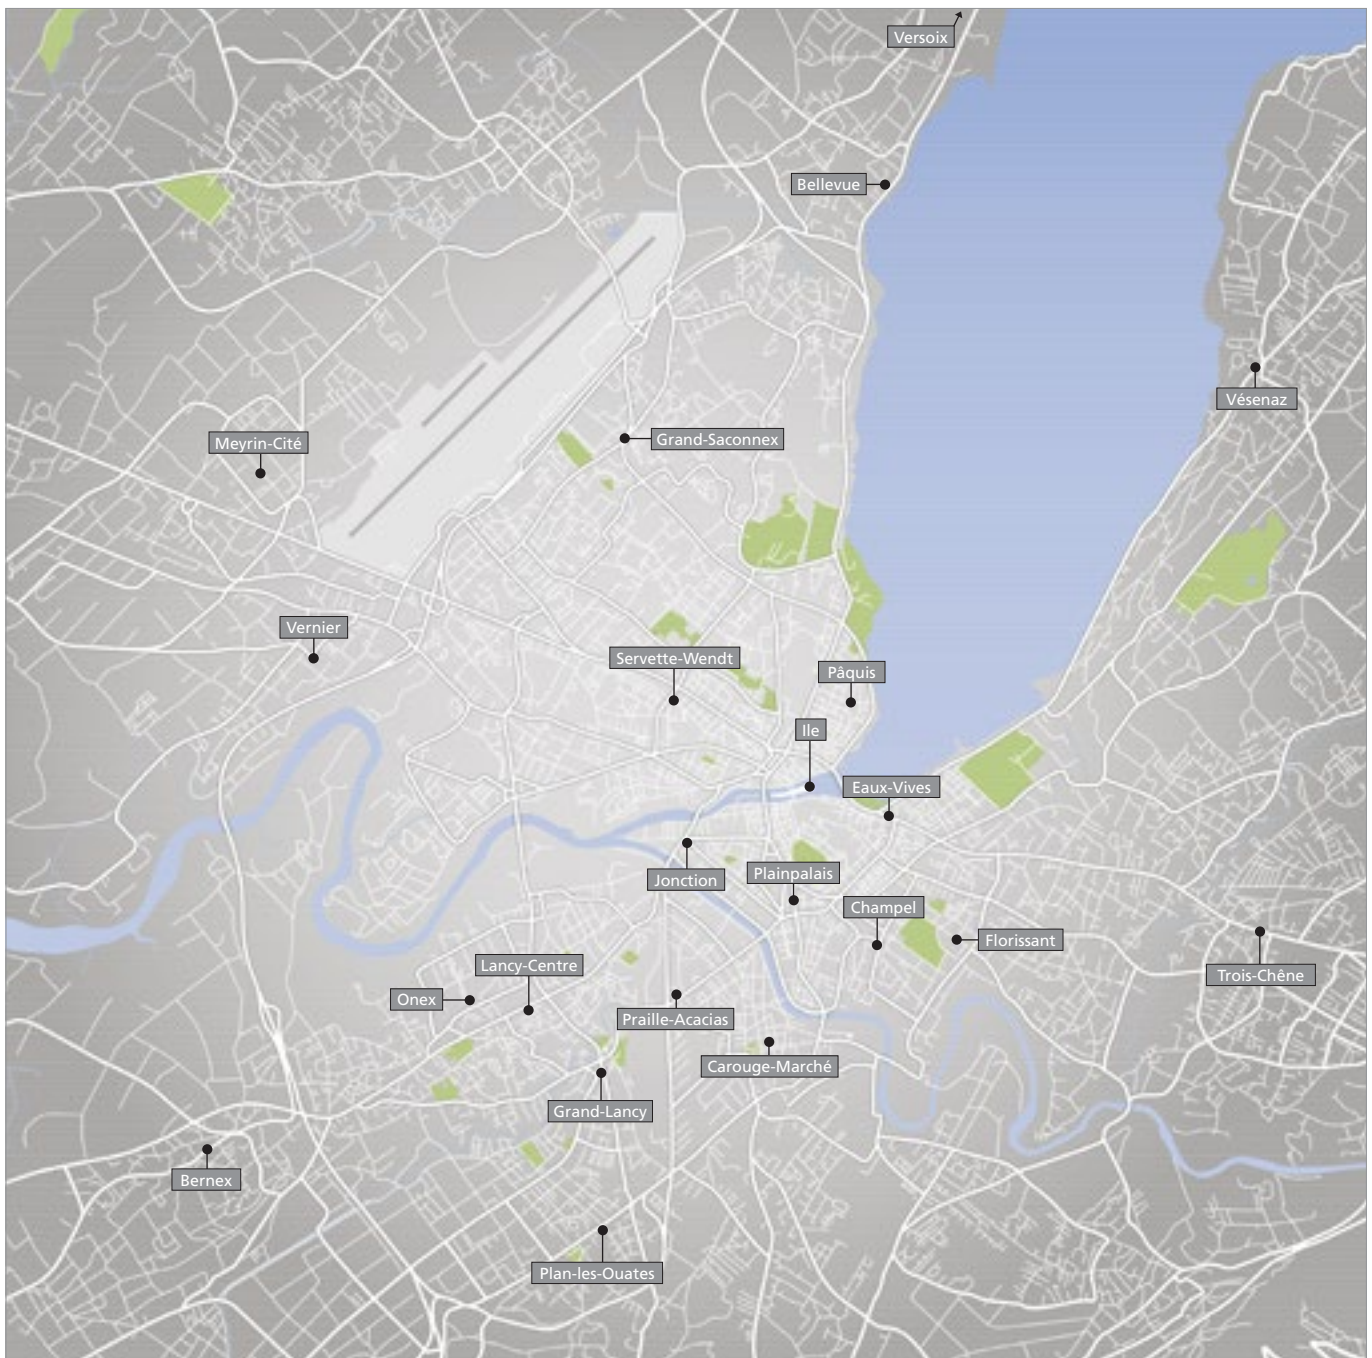 Versoix
Bellevue
Vésenaz
Meyrin-Cité
Grand-Saconnex
Vernier
Servette-Wendt
Pâquis
Ile
Eaux-Vives
Jonction
Plainpalais
Champel
Florissant
Trois-Chêne
Lancy-Centre
Onex
Praille-Acacias
Carouge-Marché
Grand-Lancy
Bernex
Plan-les-Ouates